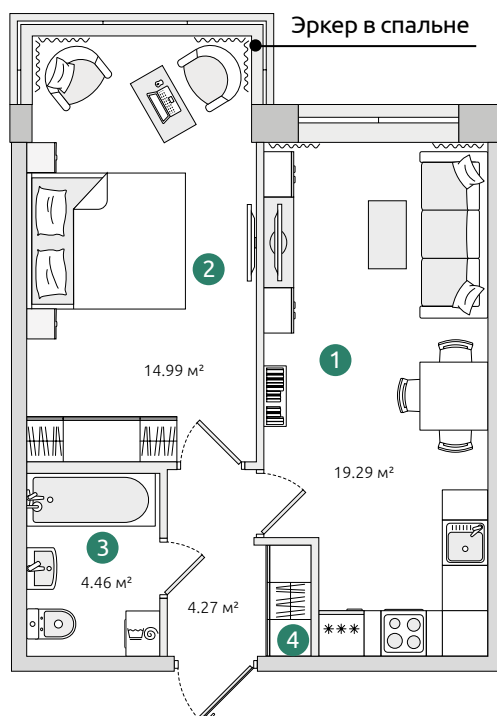 Эркер в спальне
2
14.99 м²
1
19.29 м²
3
4.46 м²
4.27 м²
4
***